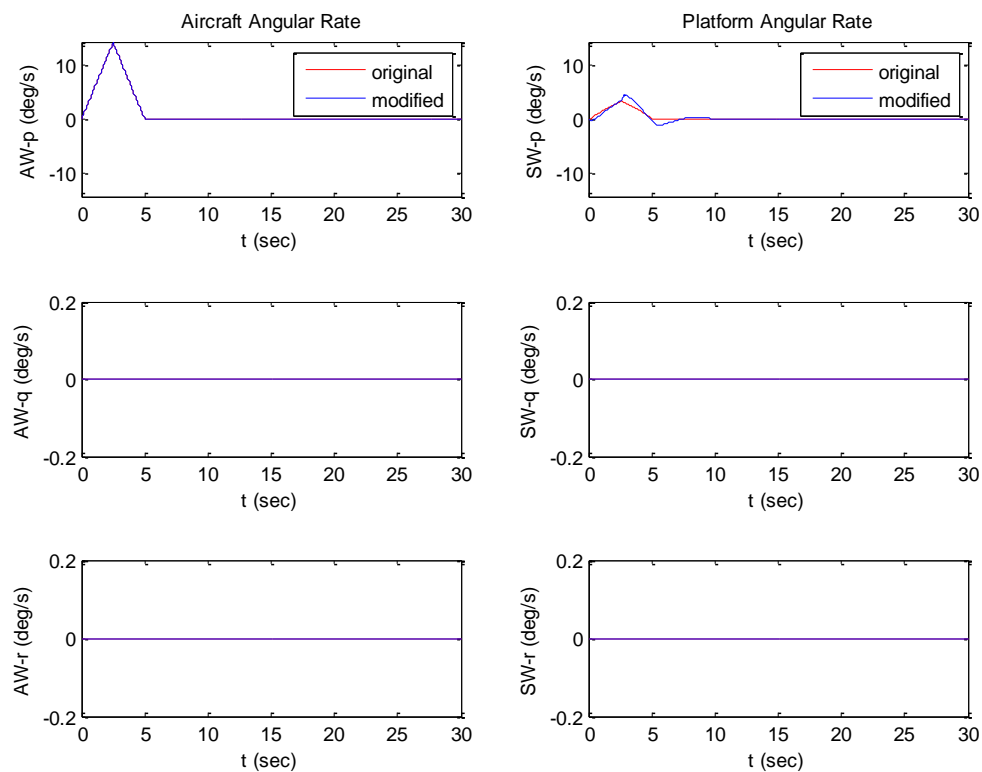 Aircraft Angular Rate
AW-p (deg/s)
10
0
-10
original
modified
0 5 10 15 20 25 30
t (sec)
Platform Angular Rate
SW-p (deg/s)
10
0
-10
original
modified
0 5 10 15 20 25 30
t (sec)
AW-q (deg/s)
0.2
0
-0.2
0 5 10 15 20 25 30
t (sec)
SW-q (deg/s)
0.2
0
-0.2
0 5 10 15 20 25 30
t (sec)
AW-r (deg/s)
0.2
0
-0.2
0 5 10 15 20 25 30
t (sec)
SW-r (deg/s)
0.2
0
-0.2
0 5 10 15 20 25 30
t (sec)